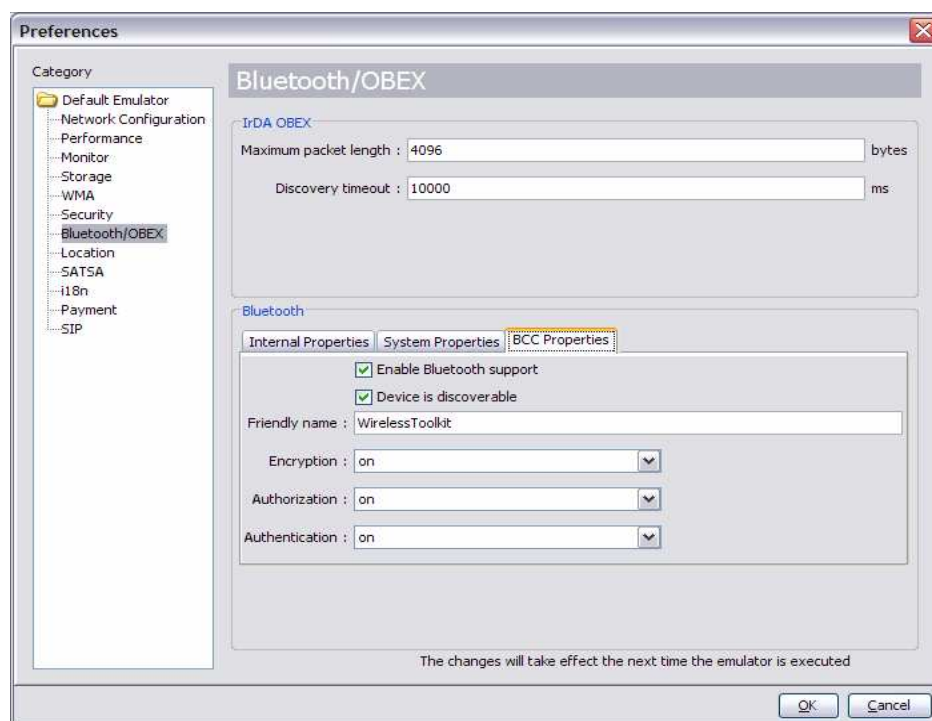 Preferences
Category
Default Emulator
Network Configuration
Performance
Monitor
Storage
WMA
Security
Bluetooth/OBEX
Location
SATSA
i18n
Payment
SIP
Bluetooth/OBEX
IrDA OBEX
Maximum packet length : 4096 bytes
Discovery timeout : 10000 ms
Bluetooth
Internal Properties System Properties BCC Properties
Enable Bluetooth support
Device is discoverable
Friendly name : WirelessToolkit
Encryption : on
Authorization : on
Authentication : on
The changes will take effect the next time the emulator is executed
OK Cancel